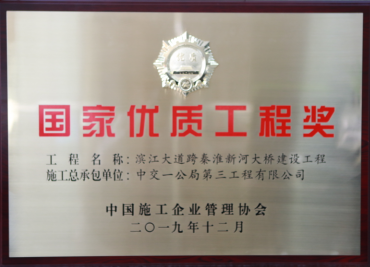 国家优质工程奖
工程名称：滨江大道跨秦淮新河大桥建设工程
施工总承包单位：中交一公局第三工程有限公司
中国施工企业管理协会
二〇一九年十二月